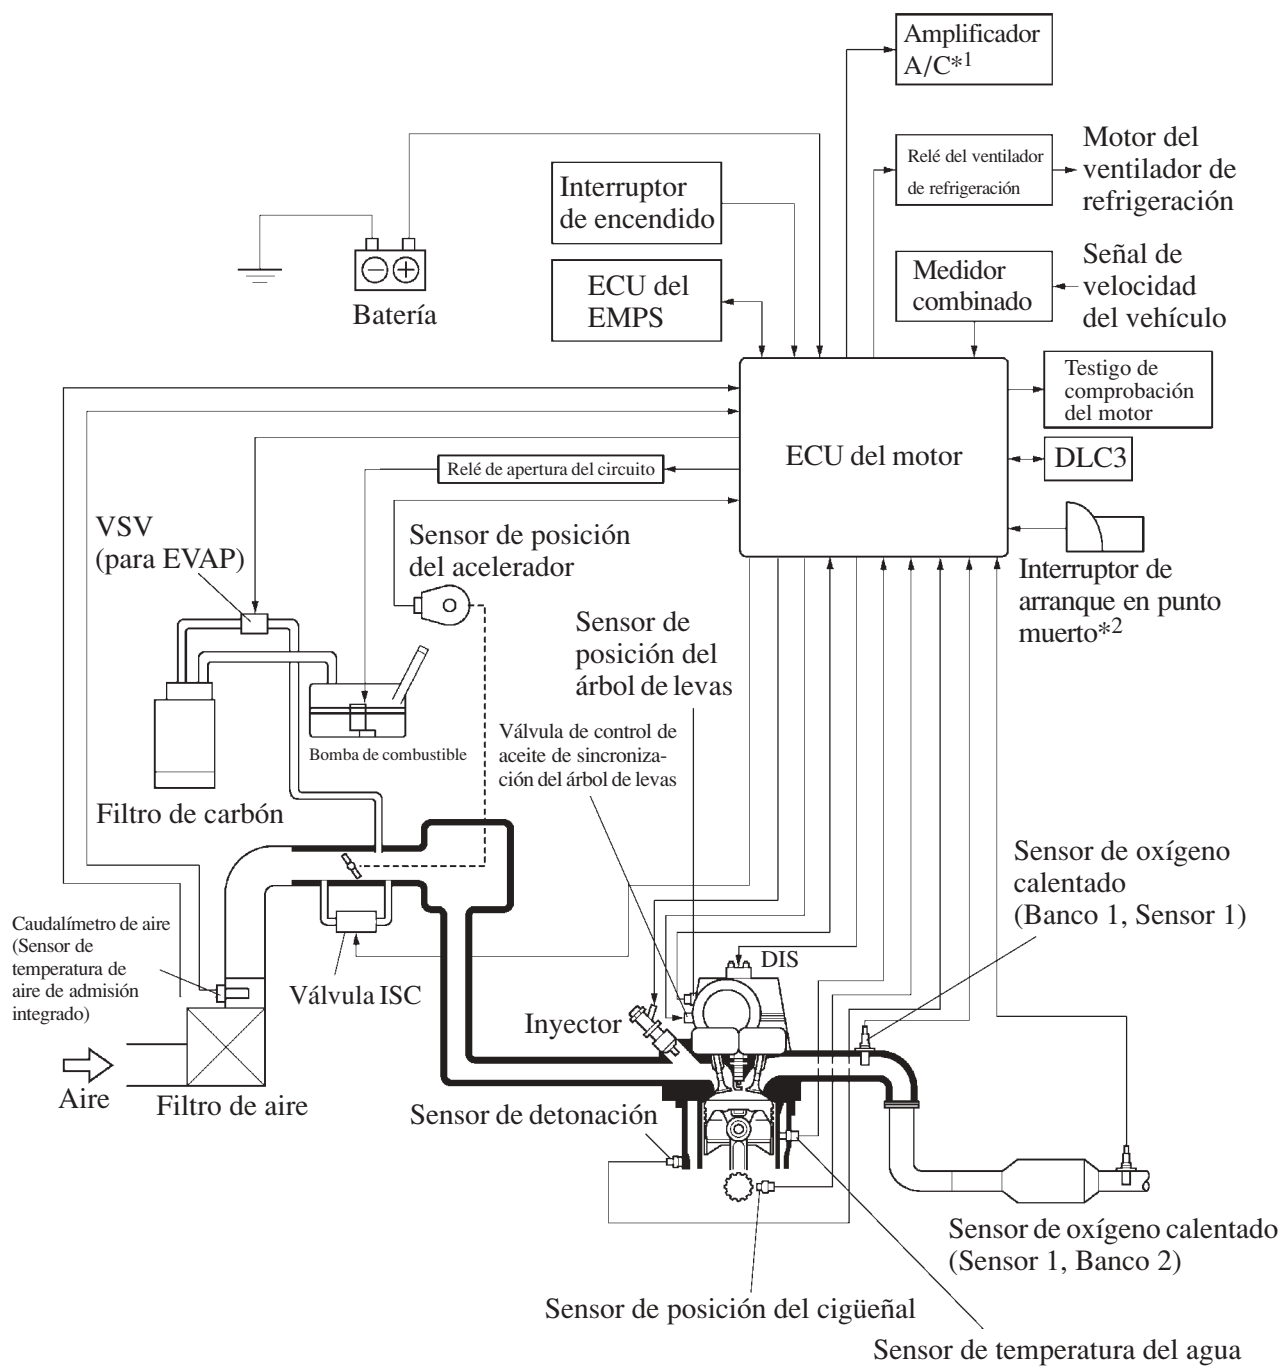 Amplificador
A/C*1
Relé del ventilador
de refrigeración
Motor del
ventilador de
refrigeración
Interruptor
de encendido
ECU del
EMPS
Medidor
combinado
Señal de
velocidad
del vehículo
Batería
Testigo de
comprobación
del motor
ECU del motor
DLC3
Relé de apertura del circuito
VSV
(para EVAP)
Sensor de posición
del acelerador
Interruptor de
arranque en punto
muerto*2
Sensor de
posición del
árbol de levas
Válvula de control de
aceite de sincroniza-
ción del árbol de levas
Bomba de combustible
Filtro de carbón
Sensor de oxígeno
calentado
(Banco 1, Sensor 1)
Caudalímetro de aire
(Sensor de
temperatura de
aire de admisión
integrado)
Válvula ISC
DIS
Inyector
Aire
Filtro de aire
Sensor de detonación
Sensor de oxígeno calentado
(Sensor 1, Banco 2)
Sensor de posición del cigüeñal
Sensor de temperatura del agua